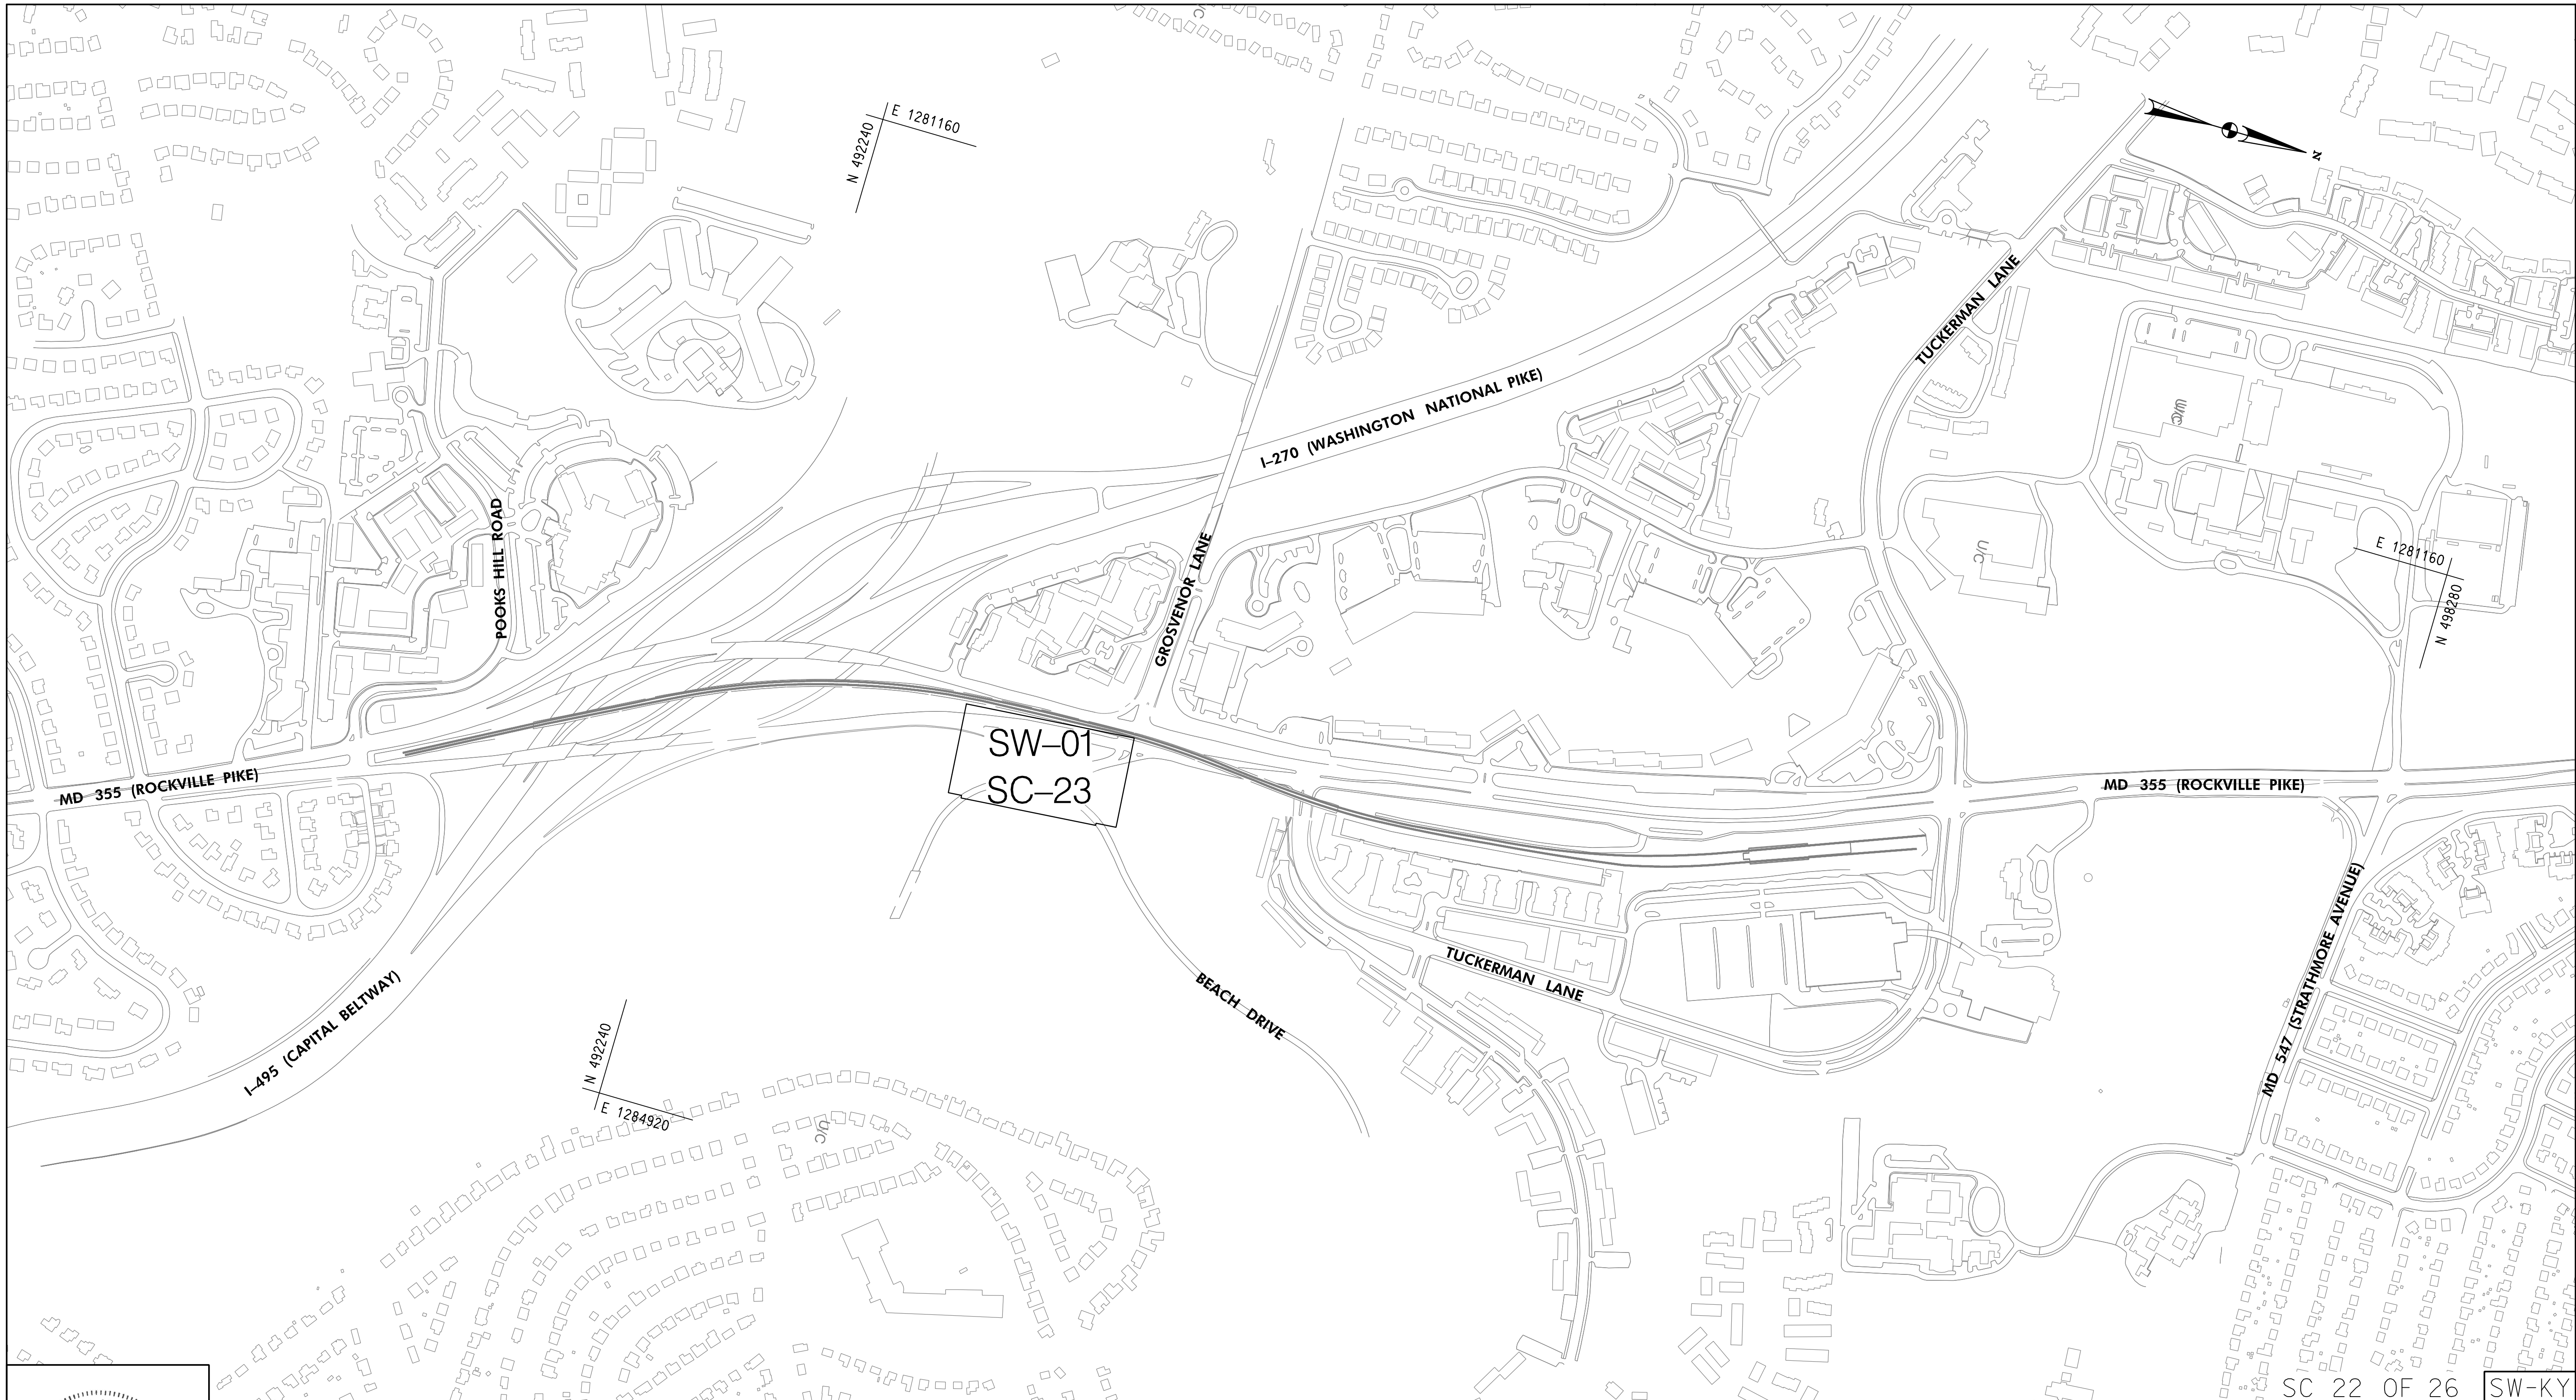 U/C
E 1281160
N 492240
N
TUCKERMAN LANE
I-270 (WASHINGTON NATIONAL PIKE)
U/C
POOKS HILL ROAD
GROSVENOR LANE
U/C
E 1281160
N 498280
SW-01
SC-23
MD 355 (ROCKVILLE PIKE)
MD 355 (ROCKVILLE PIKE)
MD 547 (STRATHMORE AVENUE)
TUCKERMAN LANE
BEACH DRIVE
I-495 (CAPITAL BELTWAY)
N 492240
E 1284920
U/C
SC 22 OF 26
SW-KY